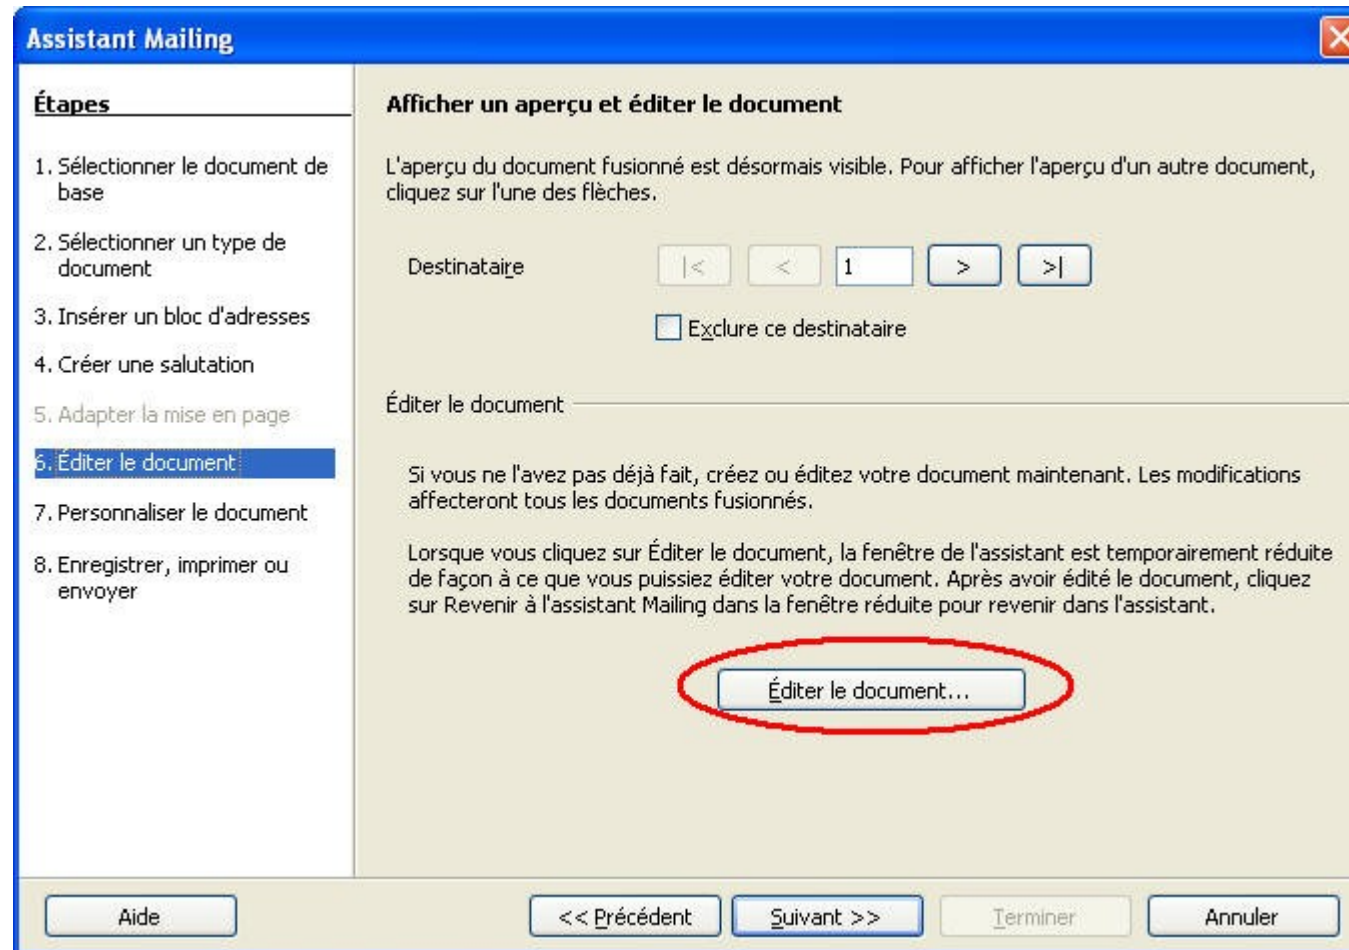 Assistant Mailing
Étapes
1. Sélectionner le document de
base
2. Sélectionner un type de
document
3. Insérer un bloc d'adresses
4. Créer une salutation
5. Adapter la mise en page
6. Éditer le document
7. Personnaliser le document
8. Enregistrer, imprimer ou
envoyer
Afficher un aperçu et éditer le document
L'aperçu du document fusionné est désormais visible. Pour afficher l'aperçu d'un autre document,
cliquez sur l'une des flèches.
Destinataire |< < 1 > >|
Exclure ce destinataire
Éditer le document
Si vous ne l'avez pas déjà fait, créez ou éditez votre document maintenant. Les modifications
affecteront tous les documents fusionnés.
Lorsque vous cliquez sur Éditer le document, la fenêtre de l'assistant est temporairement réduite
de façon à ce que vous puissiez éditer votre document. Après avoir édité le document, cliquez
sur Revenir à l'assistant Mailing dans la fenêtre réduite pour revenir dans l'assistant.
Éditer le document...
Aide << Précédent Suivant >> Terminer Annuler